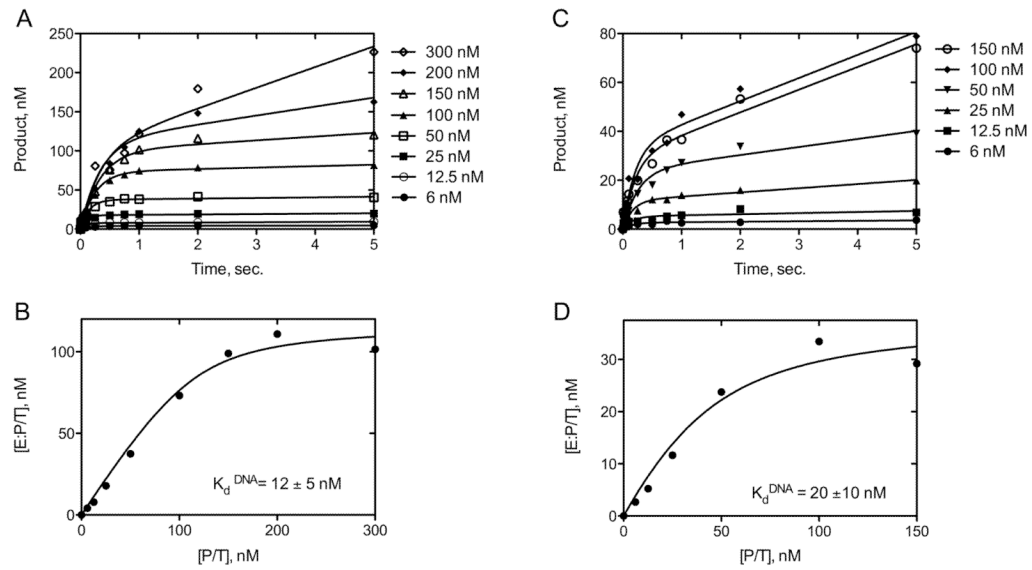 A
250
200
150
100
50
0
Product, nM
0 1 2 3 4 5
Time, sec.
300 nM
200 nM
150 nM
100 nM
50 nM
25 nM
12.5 nM
6 nM
C
80
60
40
20
0
Product, nM
0 1 2 3 4 5
Time, sec.
150 nM
100 nM
50 nM
25 nM
12.5 nM
6 nM
B
100
50
0
[E:P/T], nM
K_d^DNA = 12 ± 5 nM
0 100 200 300
[P/T], nM
D
30
20
10
0
[E:P/T], nM
K_d^DNA = 20 ±10 nM
0 50 100 150
[P/T], nM